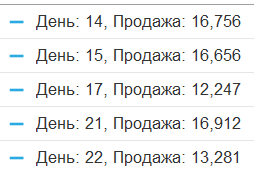 День: 14, Продажа: 16,756
День: 15, Продажа: 16,656
День: 17, Продажа: 12,247
День: 21, Продажа: 16,912
День: 22, Продажа: 13,281